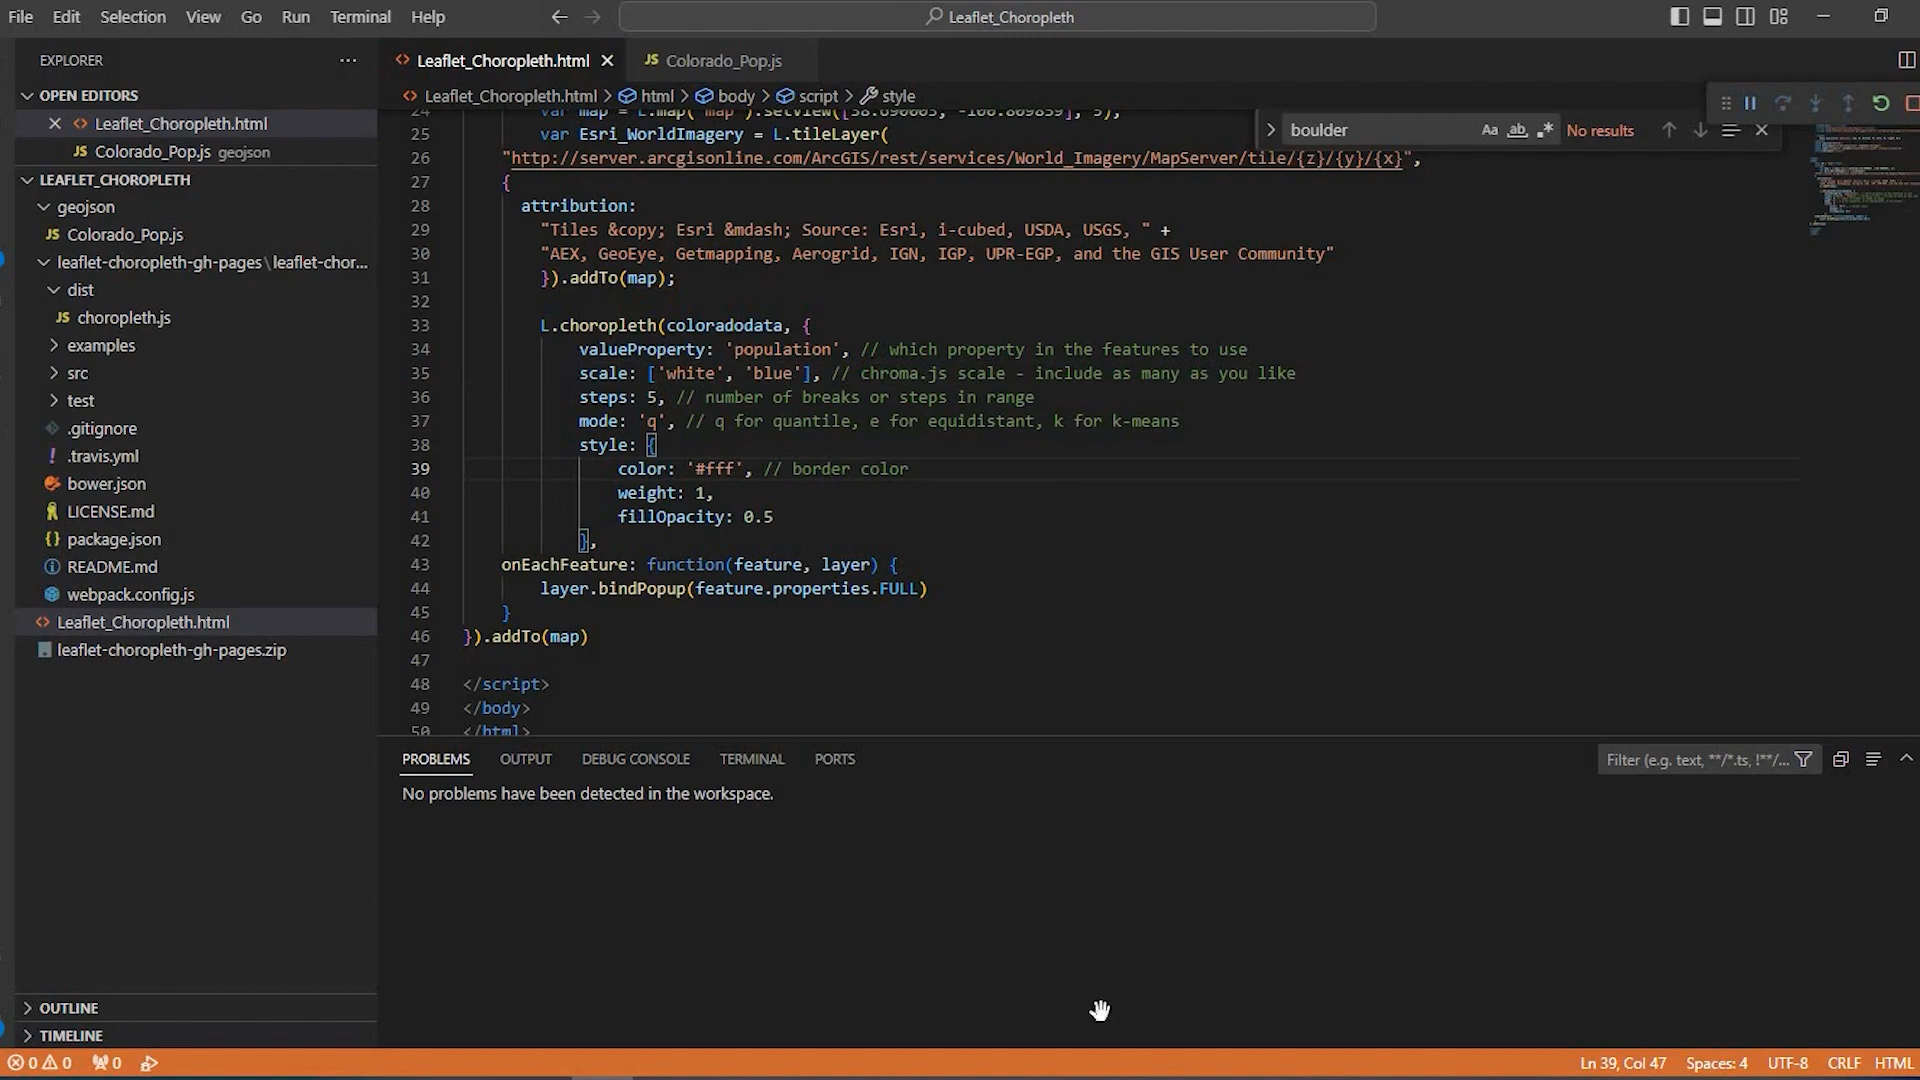 File Edit Selection View Go Run Terminal Help
Leaflet_Choropleth
EXPLORER
OPEN EDITORS
Leaflet_Choropleth.html
Colorado_Pop.js geojson
LEAFLET_CHOROPLETH
geojson
Colorado_Pop.js
leaflet-choropleth-gh-pages\leaflet-chor...
dist
choropleth.js
examples
src
test
.gitignore
.travis.yml
bower.json
LICENSE.md
package.json
README.md
webpack.config.js
Leaflet_Choropleth.html
leaflet-choropleth-gh-pages.zip
OUTLINE
TIMELINE
Leaflet_Choropleth.html Colorado_Pop.js
Leaflet_Choropleth.html > html > body > script > style
boulder Aa ab No results
24 var map = L.map('map').setView([
25 var Esri_WorldImagery = L.tileLayer(
26 "http://server.arcgisonline.com/ArcGIS/rest/services/World_Imagery/MapServer/tile/{z}/{y}/{x}",
27 {
28 attribution:
29 "Tiles &copy; Esri &mdash; Source: Esri, i-cubed, USDA, USGS, " +
30 "AEX, GeoEye, Getmapping, Aerogrid, IGN, IGP, UPR-EGP, and the GIS User Community"
31 }).addTo(map);
32
33 L.choropleth(coloradodata, {
34 valueProperty: 'population', // which property in the features to use
35 scale: ['white', 'blue'], // chroma.js scale - include as many as you like
36 steps: 5, // number of breaks or steps in range
37 mode: 'q', // q for quantile, e for equidistant, k for k-means
38 style: {
39 color: '#fff', // border color
40 weight: 1,
41 fillOpacity: 0.5
42 },
43 onEachFeature: function(feature, layer) {
44 layer.bindPopup(feature.properties.FULL)
45 }
46 }).addTo(map)
47
48 </script>
49 </body>
50 </html>
PROBLEMS OUTPUT DEBUG CONSOLE TERMINAL PORTS
Filter (e.g. text, **/*.ts, !**/...
No problems have been detected in the workspace.
0 0 0
Ln 39, Col 47 Spaces: 4 UTF-8 CRLF HTML